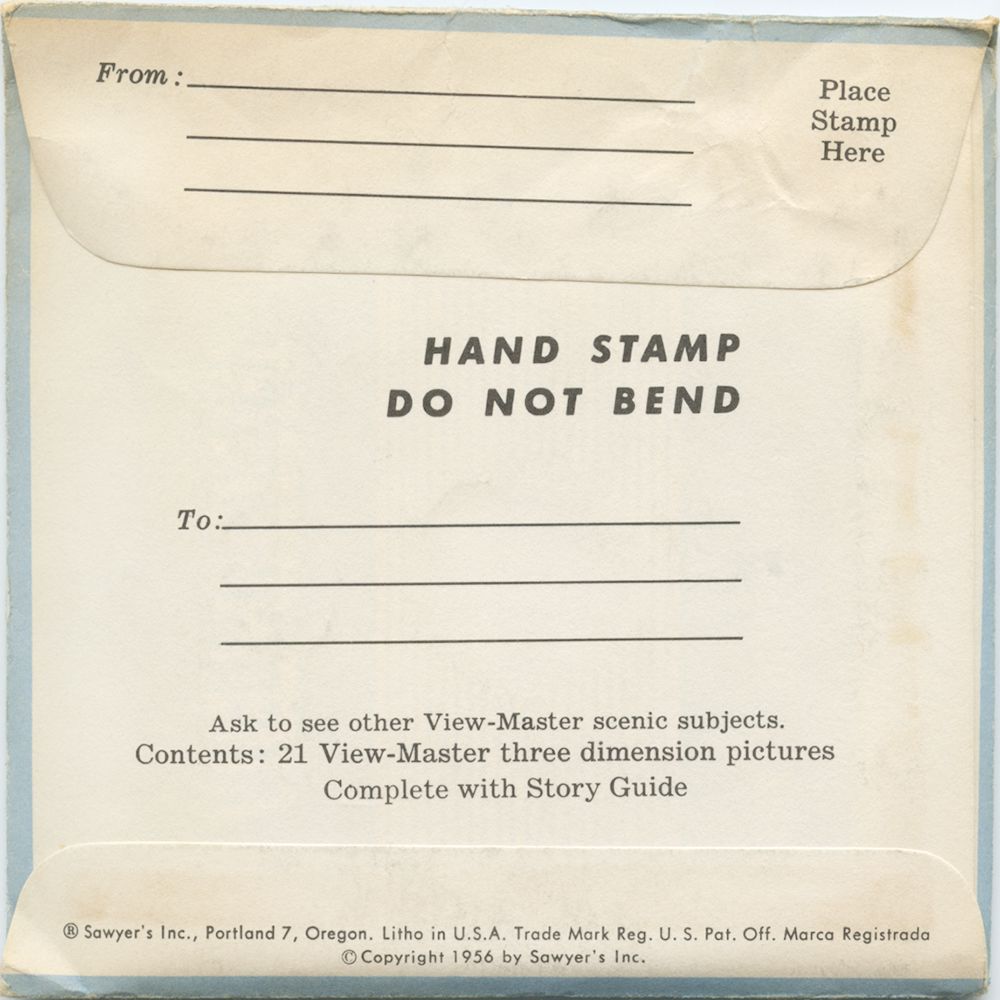 From:
Place
Stamp
Here
HAND STAMP
DO NOT BEND
To:
Ask to see other View-Master scenic subjects.
Contents: 21 View-Master three dimension pictures
Complete with Story Guide
® Sawyer's Inc., Portland 7, Oregon. Litho in U.S.A. Trade Mark Reg. U. S. Pat. Off. Marca Registrada
© Copyright 1956 by Sawyer's Inc.